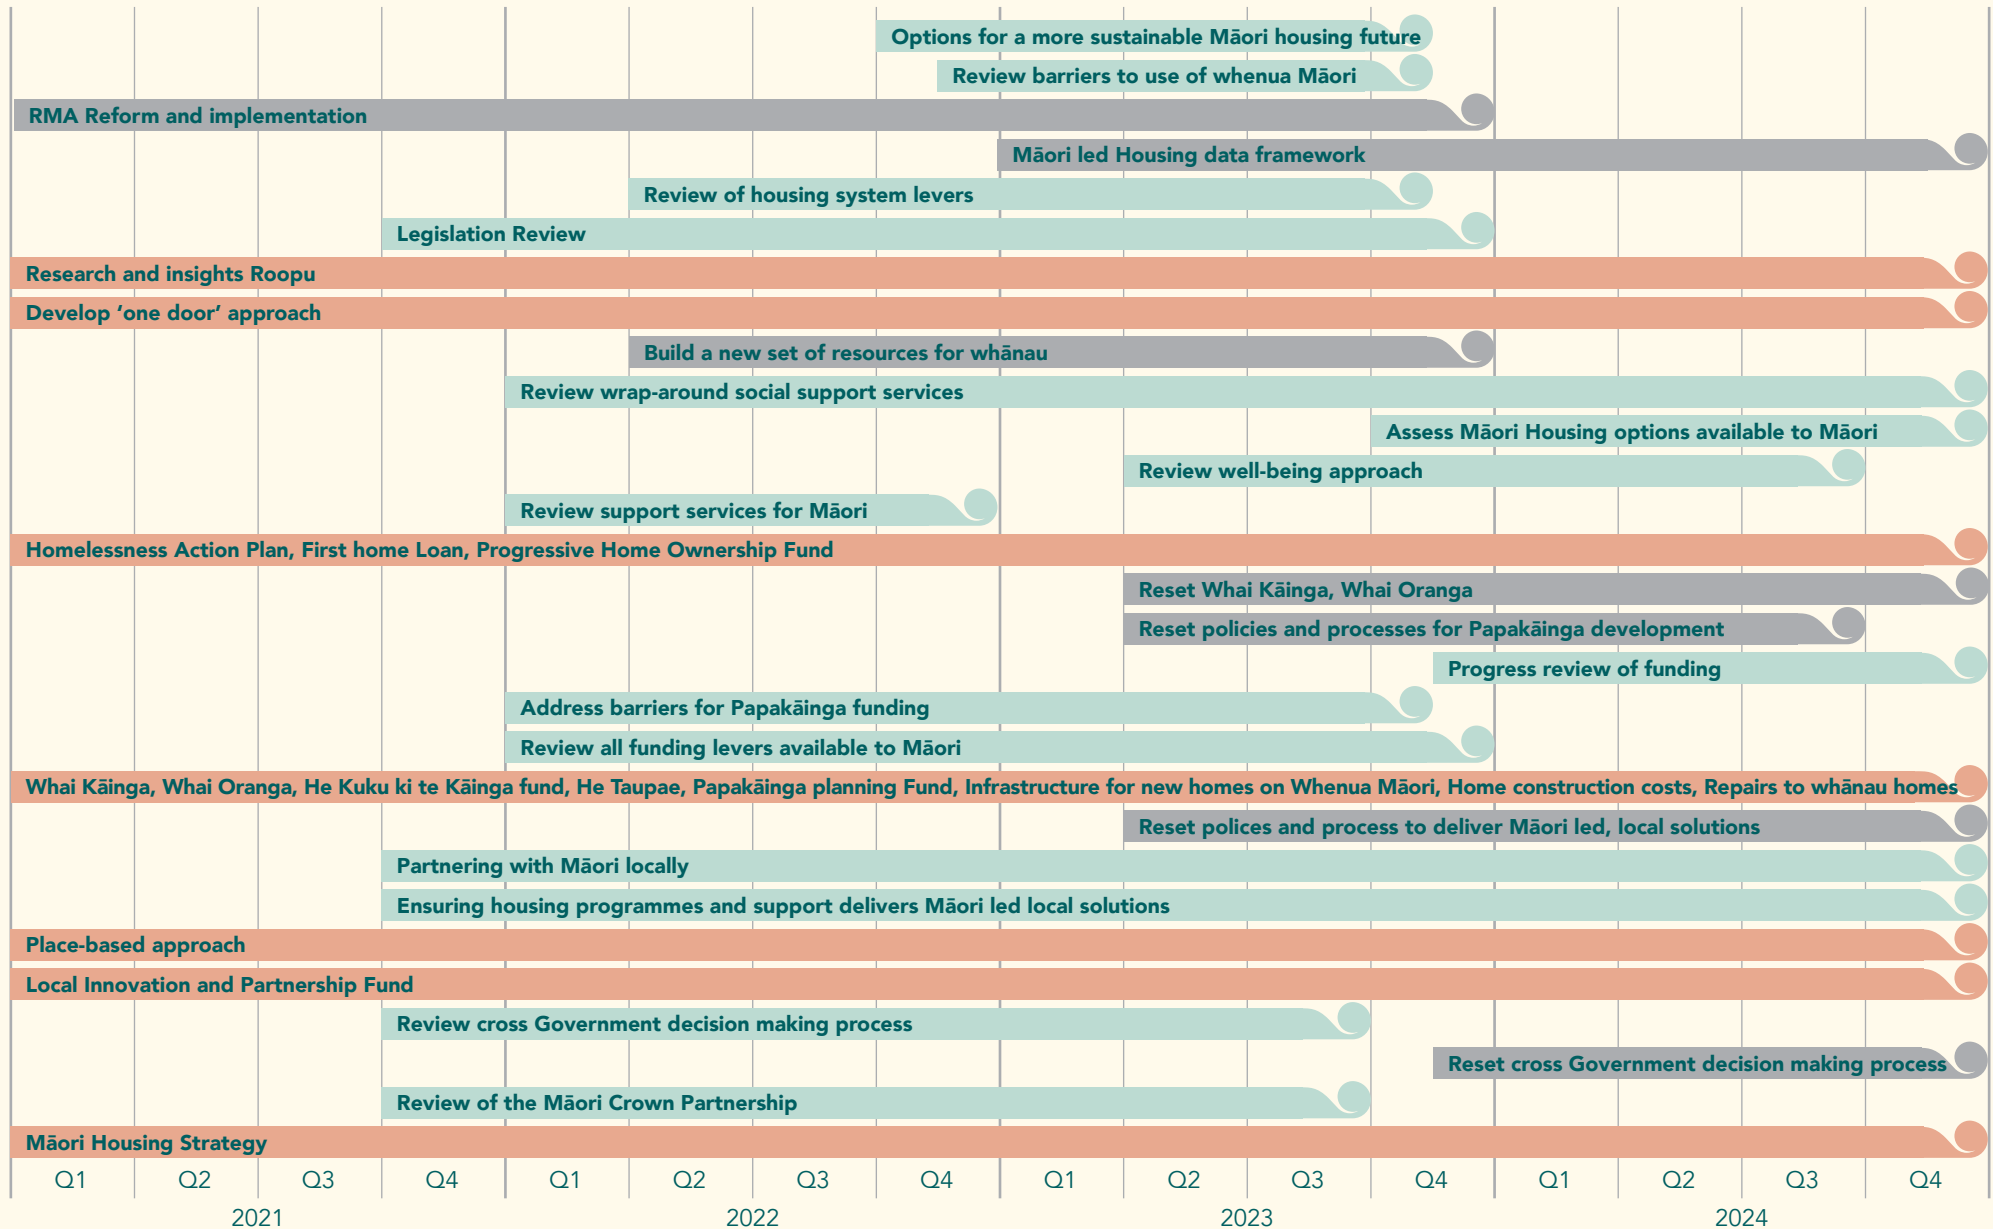 Options for a more sustainable Māori housing future
Review barriers to use of whenua Māori
RMA Reform and implementation
Māori led Housing data framework
Review of housing system levers
Legislation Review
Research and insights Roopu
Develop ‘one door’ approach
Build a new set of resources for whānau
Review wrap-around social support services
Assess Māori Housing options available to Māori
Review well-being approach
Review support services for Māori
Homelessness Action Plan, First home Loan, Progressive Home Ownership Fund
Reset Whai Kāinga, Whai Oranga
Reset policies and processes for Papakāinga development
Progress review of funding
Address barriers for Papakāinga funding
Review all funding levers available to Māori
Whai Kāinga, Whai Oranga, He Kuku ki te Kāinga fund, He Taupae, Papakāinga planning Fund, Infrastructure for new homes on Whenua Māori, Home construction costs, Repairs to whānau homes
Reset polices and process to deliver Māori led, local solutions
Partnering with Māori locally
Ensuring housing programmes and support delivers Māori led local solutions
Place-based approach
Local Innovation and Partnership Fund
Review cross Government decision making process
Reset cross Government decision making process
Review of the Māori Crown Partnership
Māori Housing Strategy
Q1 Q2 Q3 Q4 Q1 Q2 Q3 Q4 Q1 Q2 Q3 Q4 Q1 Q2 Q3 Q4
2021 2022 2023 2024